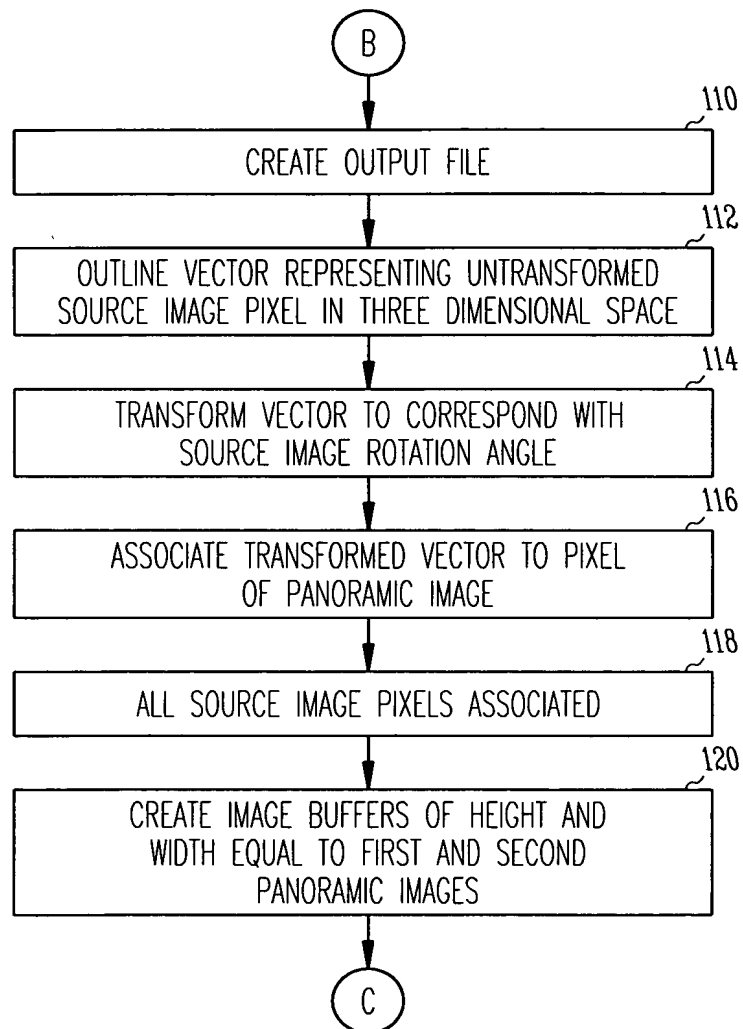 B
110
CREATE OUTPUT FILE
112
OUTLINE VECTOR REPRESENTING UNTRANSFORMED
SOURCE IMAGE PIXEL IN THREE DIMENSIONAL SPACE
114
TRANSFORM VECTOR TO CORRESPOND WITH
SOURCE IMAGE ROTATION ANGLE
116
ASSOCIATE TRANSFORMED VECTOR TO PIXEL
OF PANORAMIC IMAGE
118
ALL SOURCE IMAGE PIXELS ASSOCIATED
120
CREATE IMAGE BUFFERS OF HEIGHT AND
WIDTH EQUAL TO FIRST AND SECOND
PANORAMIC IMAGES
C